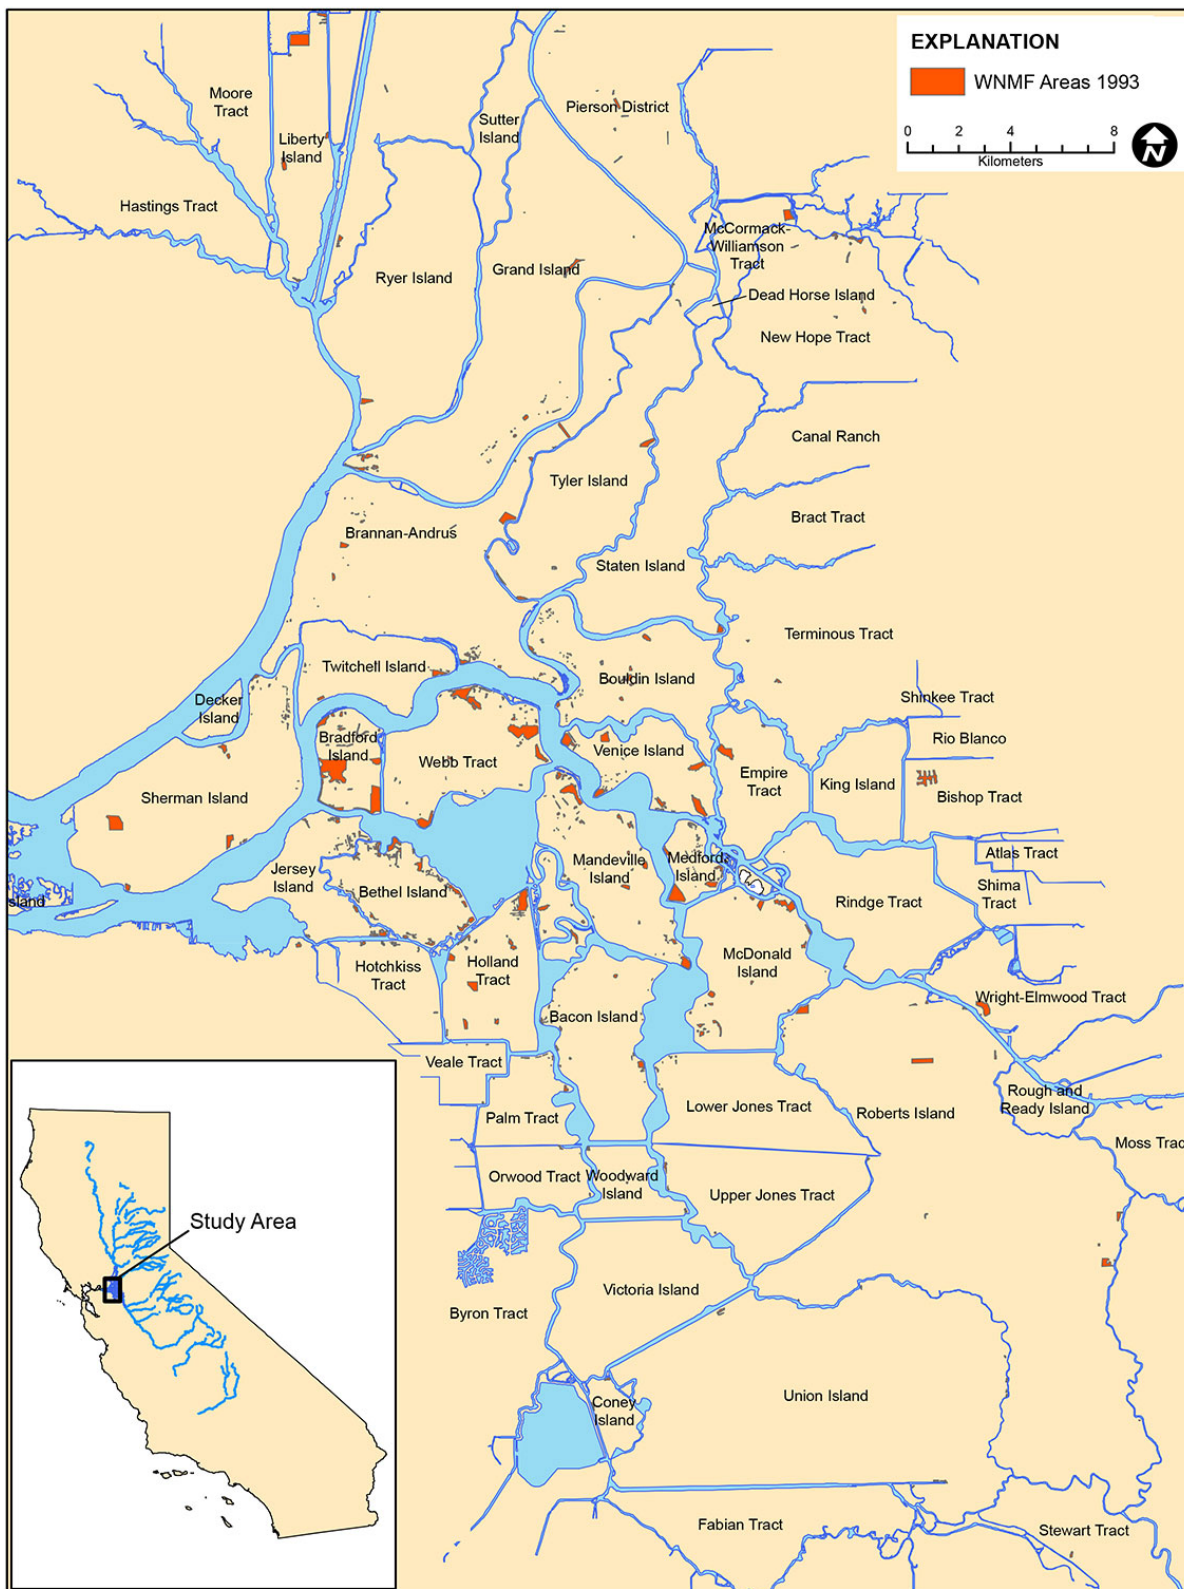 EXPLANATION
WNMF Areas 1993
0 2 4 8
Kilometers
N
Moore
Tract
Liberty
Island
Sutter
Island
Pierson District
Hastings Tract
McCormack-
Williamson
Tract
Ryer Island
Grand Island
Dead Horse Island
New Hope Tract
Canal Ranch
Tyler Island
Bract Tract
Brannan-Andrus
Staten Island
Terminous Tract
Twitchell Island
Bouldin Island
Shinkee Tract
Decker
Island
Bradford
Island
Webb Tract
Venice Island
Rio Blanco
Empire
Tract
King Island
Bishop Tract
Sherman Island
Jersey
Island
Bethel Island
Mandeville
Island
Medford
Island
Atlas Tract
Shima
Tract
Rindge Tract
sland
Hotchkiss
Tract
Holland
Tract
McDonald
Island
Wright-Elmwood Tract
Bacon Island
Veale Tract
Palm Tract
Lower Jones Tract
Roberts Island
Rough and
Ready Island
Moss Trac
Orwood Tract
Woodward
Island
Upper Jones Tract
Study Area
Victoria Island
Byron Tract
Coney
Island
Union Island
Fabian Tract
Stewart Tract